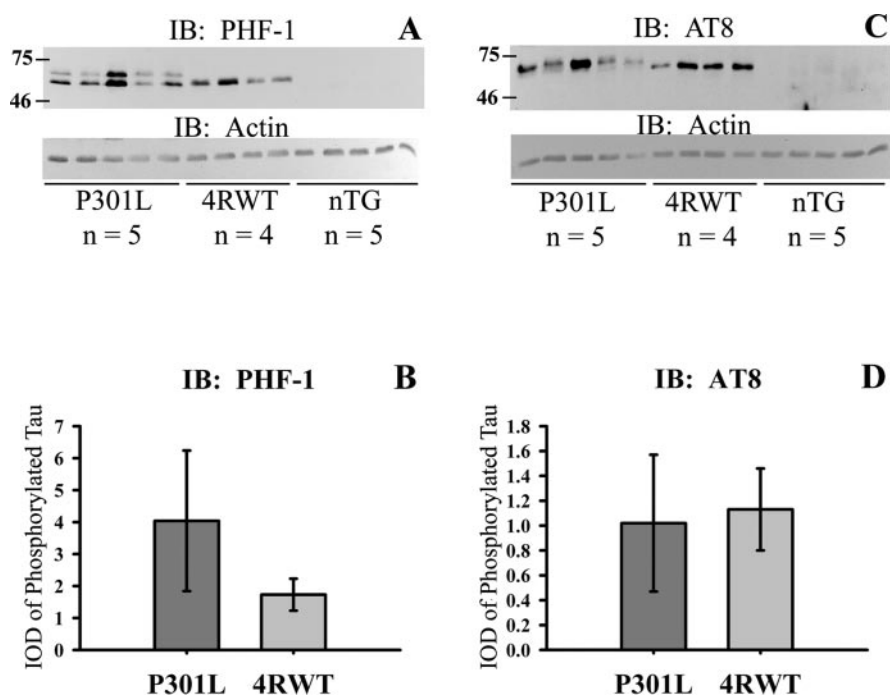 IB: PHF-1
A
75
46
IB: Actin
P301L 4RWT nTG
n = 5 n = 4 n = 5
IB: AT8
C
75
46
IB: Actin
P301L 4RWT nTG
n = 5 n = 4 n = 5
IB: PHF-1
B
IOD of Phosphorylated Tau
7
6
5
4
3
2
1
0
P301L 4RWT
IB: AT8
D
IOD of Phosphorylated Tau
1.8
1.6
1.4
1.2
1.0
0.8
0.6
0.4
0.2
0.0
P301L 4RWT